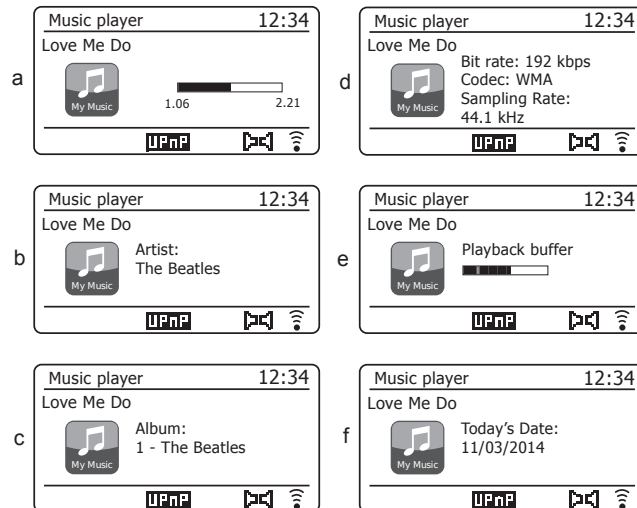 Music player 12:34
Love Me Do
My Music
1.06 2.21
UPnP
a
Music player 12:34
Love Me Do
Artist:
The Beatles
My Music
UPnP
b
Music player 12:34
Love Me Do
Album:
1 - The Beatles
My Music
UPnP
c
Music player 12:34
Love Me Do
Bit rate: 192 kbps
Codec: WMA
Sampling Rate:
44.1 kHz
My Music
UPnP
d
Music player 12:34
Love Me Do
Playback buffer
My Music
UPnP
e
Music player 12:34
Love Me Do
Today's Date:
11/03/2014
My Music
UPnP
f